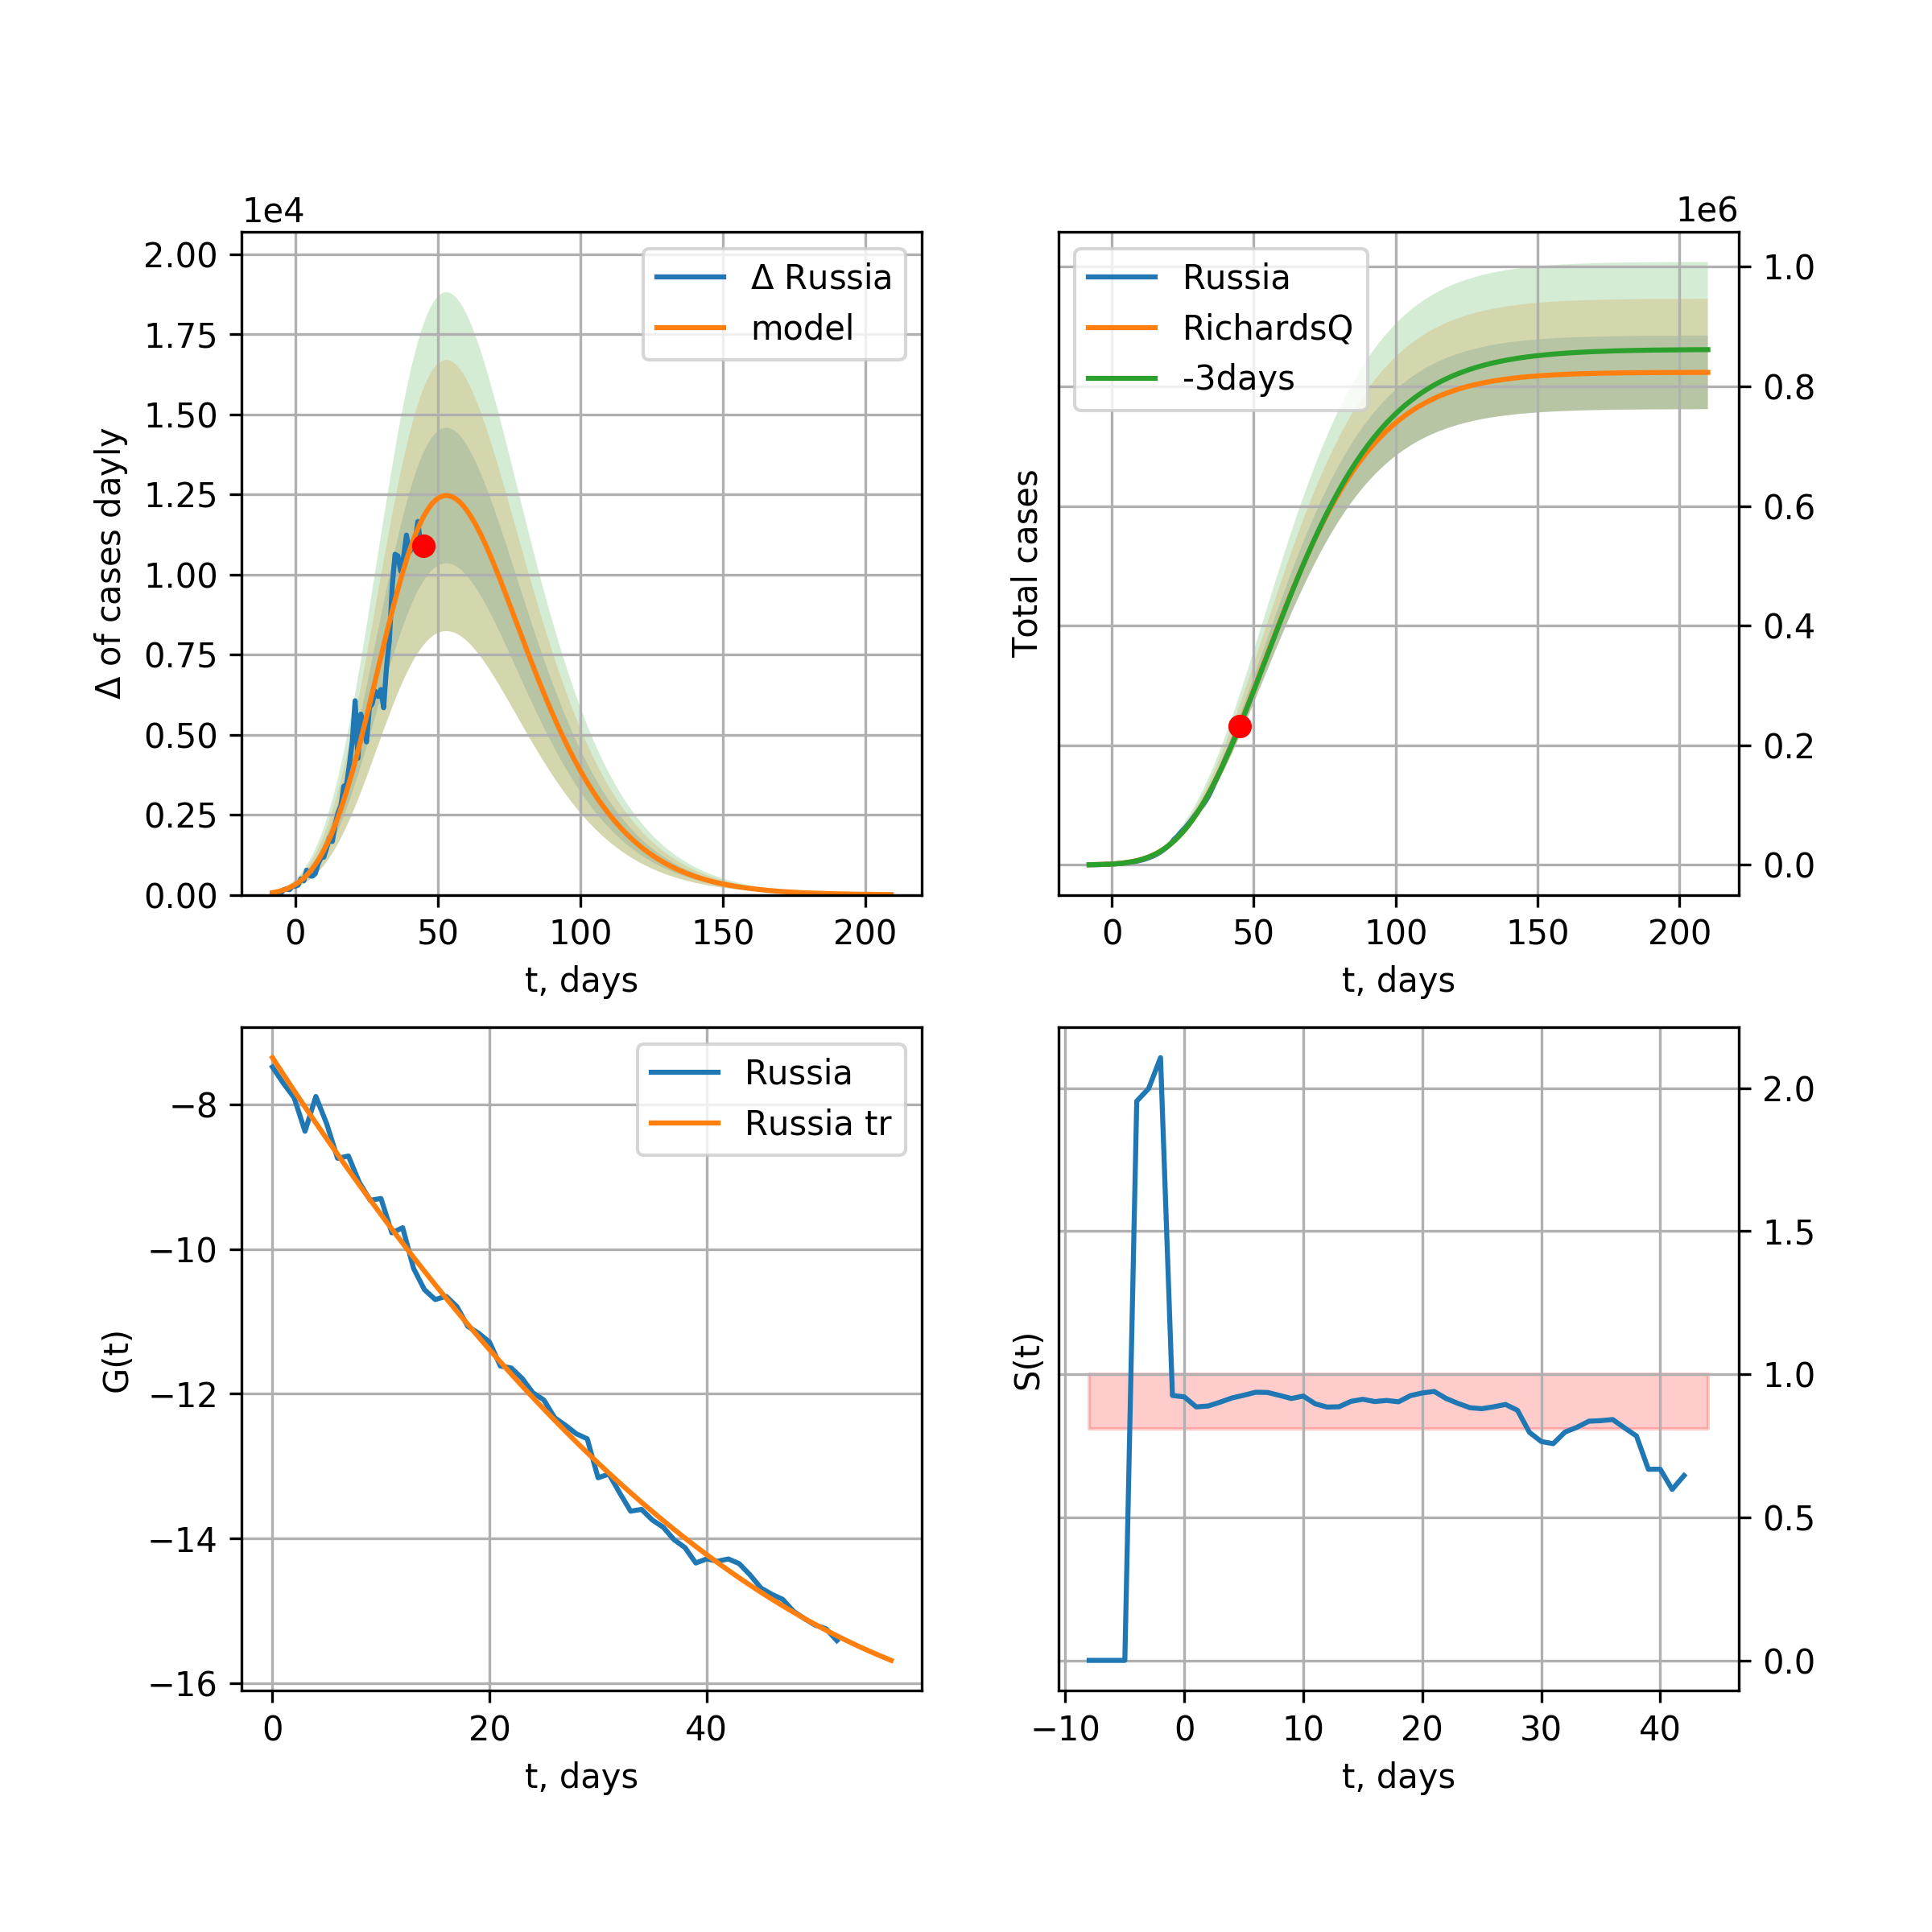 1e4
2.00
1.75
1.50
1.25
1.00
0.75
0.50
0.25
0.00
Δ of cases dayly
Δ Russia
model
0 50 100 150 200
t, days
1e6
Russia
RichardsQ
-3days
Total cases
1.0
0.8
0.6
0.4
0.2
0.0
0 50 100 150 200
t, days
Russia
Russia tr
G(t)
−8
−10
−12
−14
−16
0 20 40
t, days
S(t)
2.0
1.5
1.0
0.5
0.0
−10 0 10 20 30 40
t, days